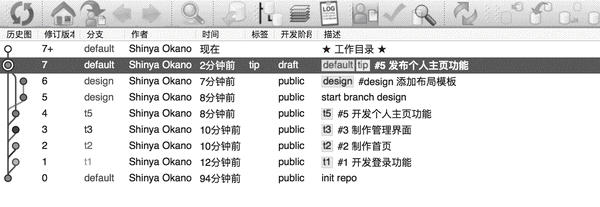 LOG
历史图 修订版本 分支 作者 时间 标签 开发阶段 描述
7+ default Shinya Okano 现在 ★ 工作目录 ★
7 default Shinya Okano 2分钟前 tip draft default tip #5 发布个人主页功能
6 design Shinya Okano 7分钟前 public design #design 添加布局模板
5 design Shinya Okano 8分钟前 public start branch design
4 t5 Shinya Okano 8分钟前 public t5 #5 开发个人主页功能
3 t3 Shinya Okano 10分钟前 public t3 #3 制作管理界面
2 t2 Shinya Okano 10分钟前 public t2 #2 制作首页
1 t1 Shinya Okano 12分钟前 public t1 #1 开发登录功能
0 default Shinya Okano 94分钟前 public init repo